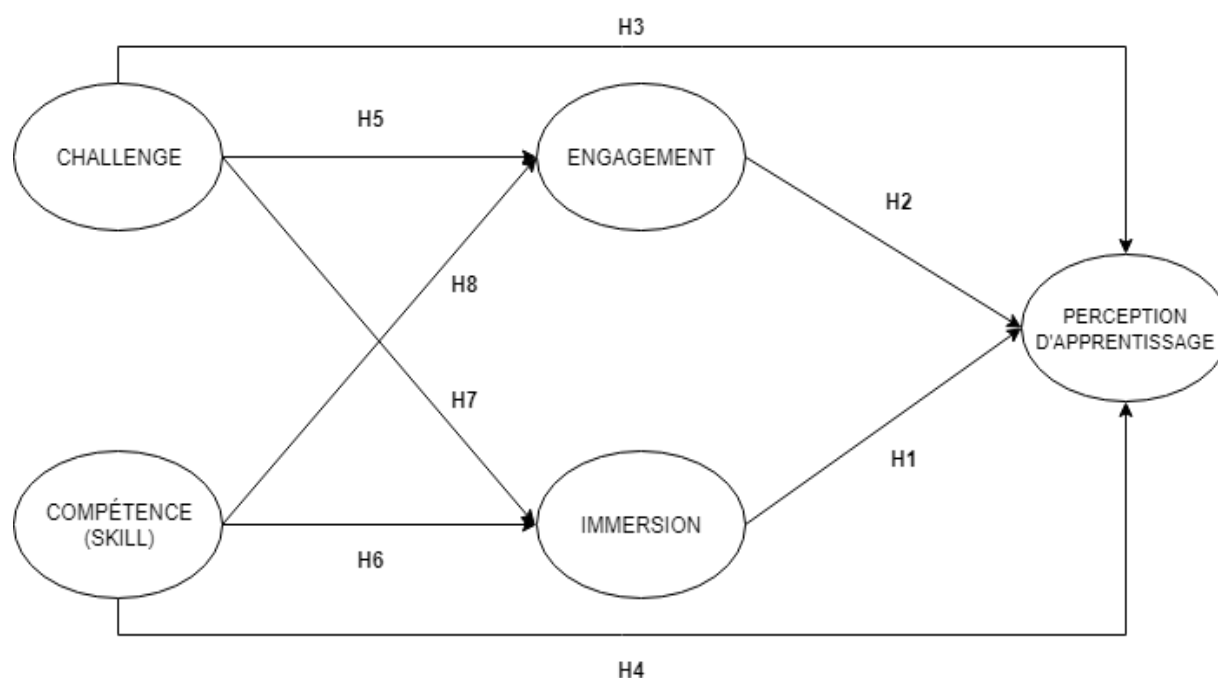 H3
H5
CHALLENGE
ENGAGEMENT
H2
H8
PERCEPTION
D'APPRENTISSAGE
H7
H1
COMPÉTENCE
(SKILL)
IMMERSION
H6
H4